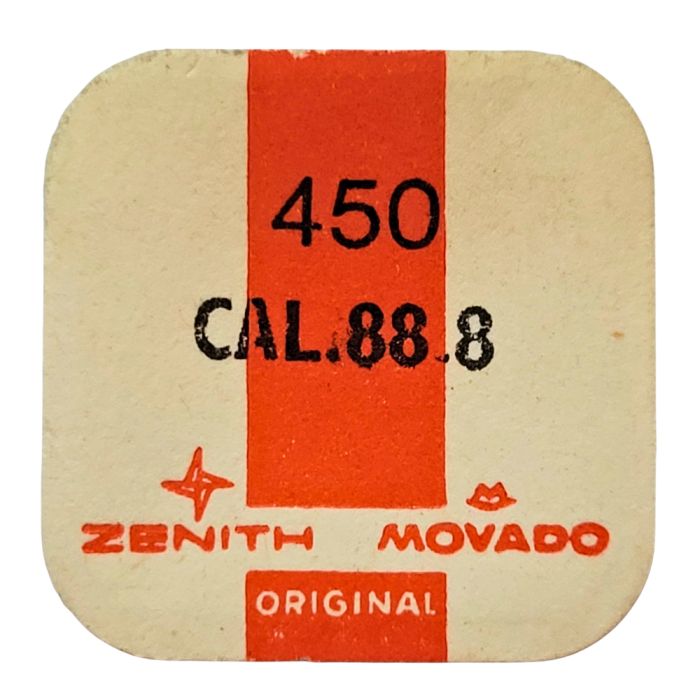 450
CAL.88.8
ZENITH MOVADO
ORIGINAL